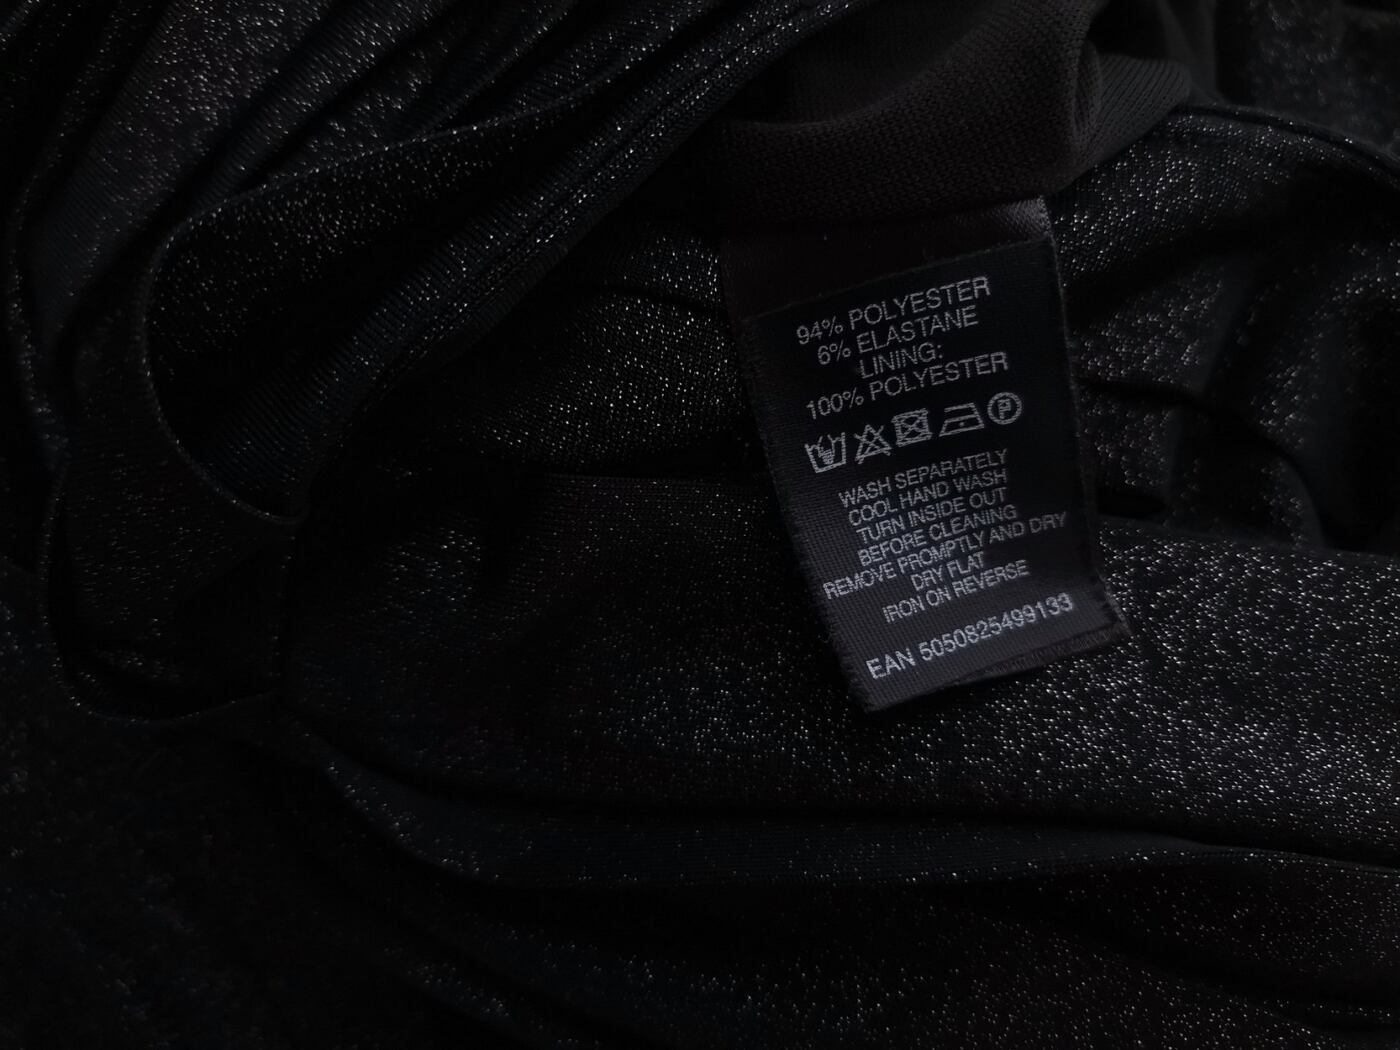 94% POLYESTER
6% ELASTANE
LINING:
100% POLYESTER
P
WASH SEPARATELY
COOL HAND WASH
TURN INSIDE OUT
BEFORE CLEANING
REMOVE PROMPTLY AND DRY
DRY FLAT
IRON ON REVERSE
EAN 5050825499133